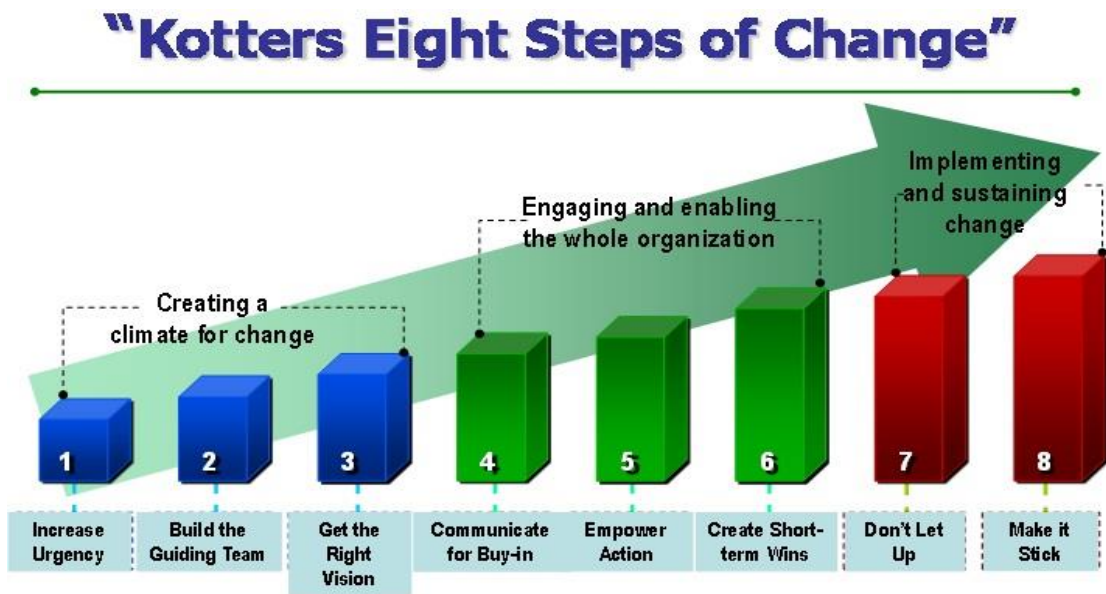 “Kotters Eight Steps of Change”
Implementing
and sustaining
change
Engaging and enabling
the whole organization
Creating a
climate for change
1
2
3
4
5
6
7
8
Increase
Urgency
Build the
Guiding Team
Get the
Right
Vision
Communicate
for Buy-in
Empower
Action
Create Short-
term Wins
Don't Let
Up
Make it
Stick